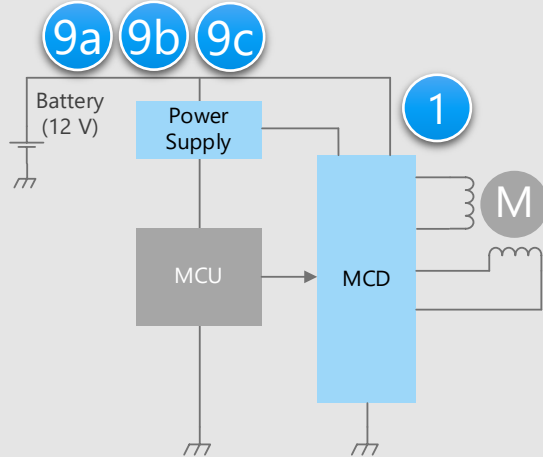 9a 9b 9c
Battery
(12 V)
Power
Supply
1
M
MCU
MCD